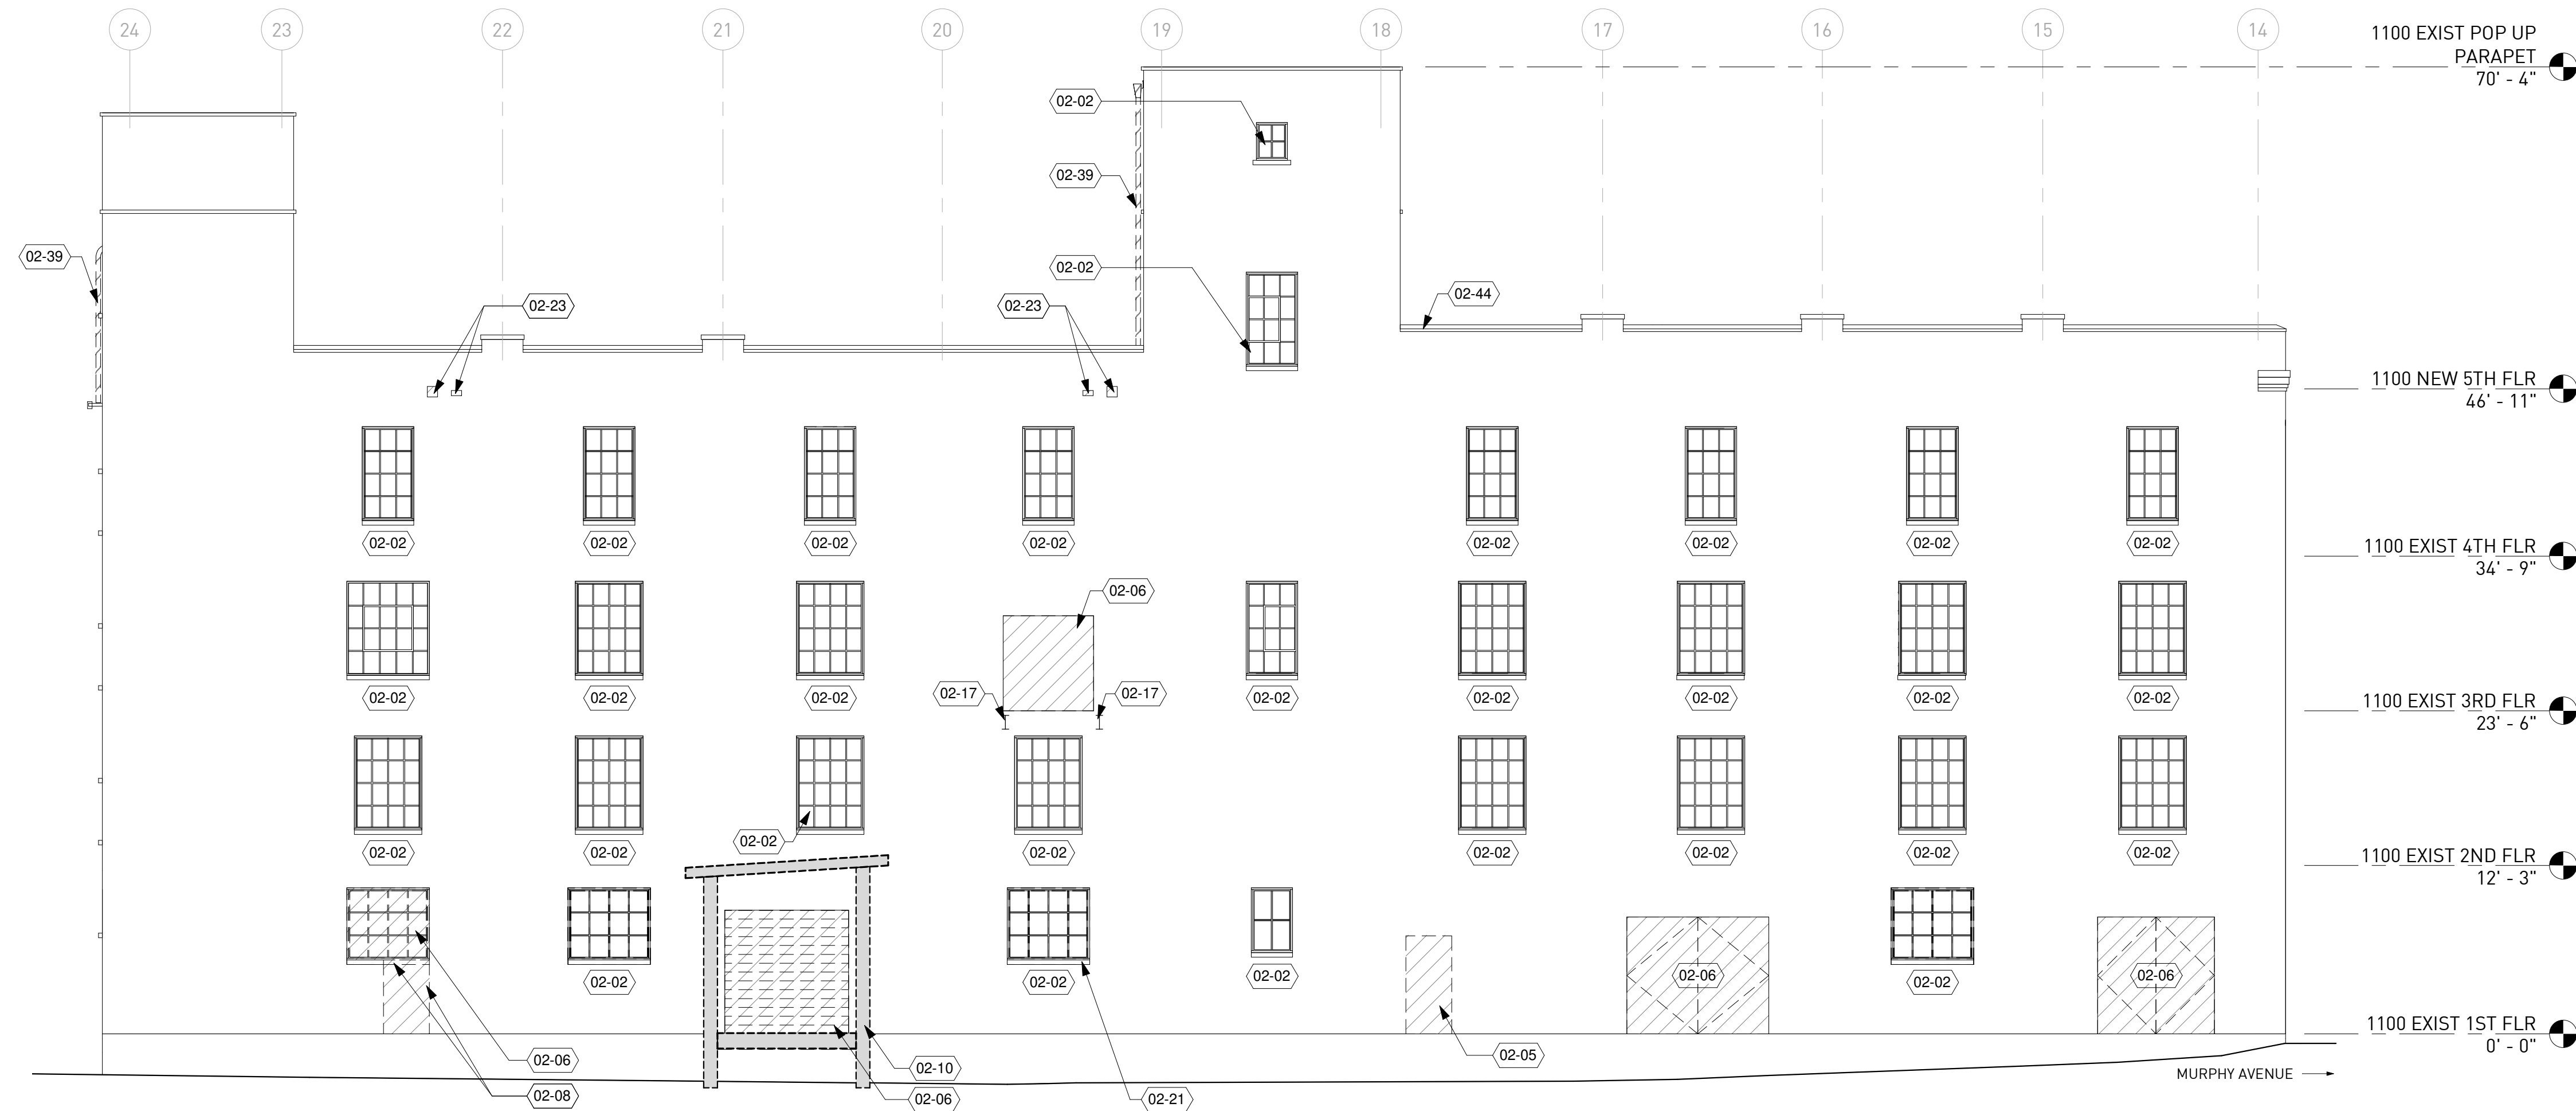 24 23 22 21 20 19 18 17 16 15 14
1100 EXIST POP UP
PARAPET
70' - 4"
02-02
02-39
02-39
02-02
02-23
02-23
02-44
1100 NEW 5TH FLR
46' - 11"
02-02 02-02 02-02 02-02 02-02 02-02 02-02 02-02
1100 EXIST 4TH FLR
34' - 9"
02-06
02-17 02-17
02-02 02-02 02-02 02-02 02-02 02-02 02-02 02-02
1100 EXIST 3RD FLR
23' - 6"
02-02
02-02 02-02 02-02 02-02 02-02 02-02 02-02
1100 EXIST 2ND FLR
12' - 3"
02-06 02-06
02-02 02-02 02-02 02-02
1100 EXIST 1ST FLR
0' - 0"
02-06 02-10 02-05
MURPHY AVENUE
02-08 02-06 02-21